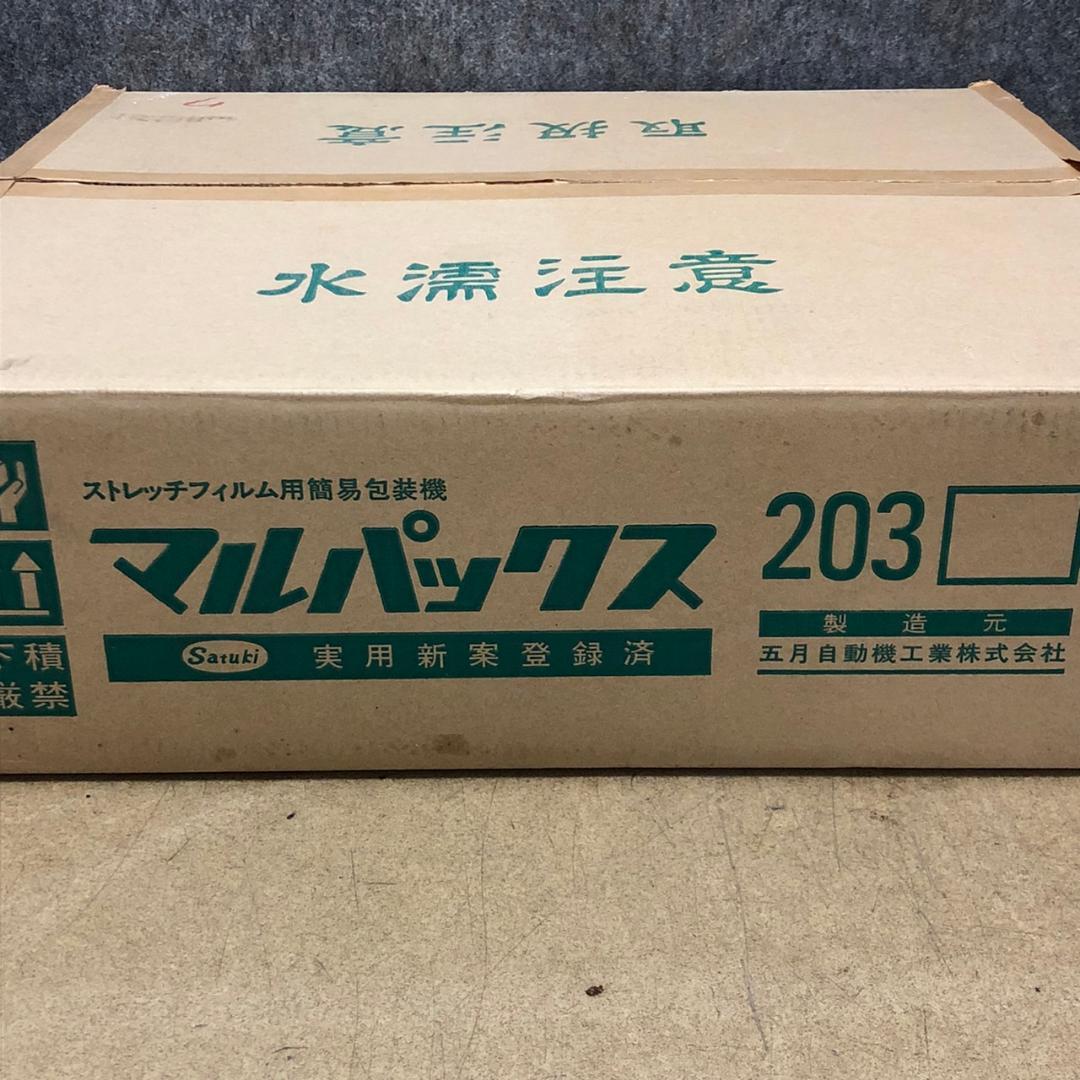 取扱注意
水濡注意
ストレッチフィルム用簡易包装機
マルパックス
203
Satuki 実用新案登録済
製造元
五月自動機工業株式会社
下積
厳禁